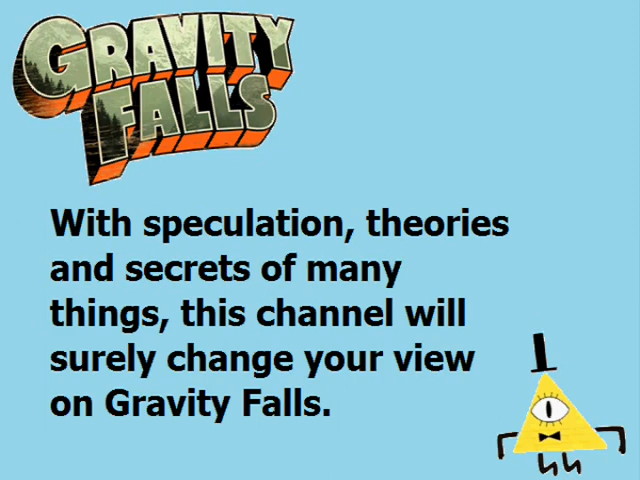 GRAVITY
FALLS
With speculation, theories
and secrets of many
things, this channel will
surely change your view
on Gravity Falls.